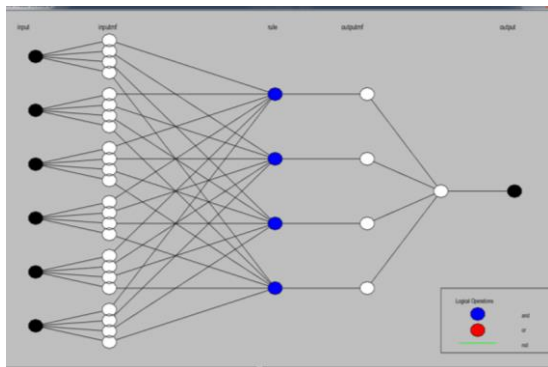 input inputmf rule outputmf output
Logical Operations
and
or
not